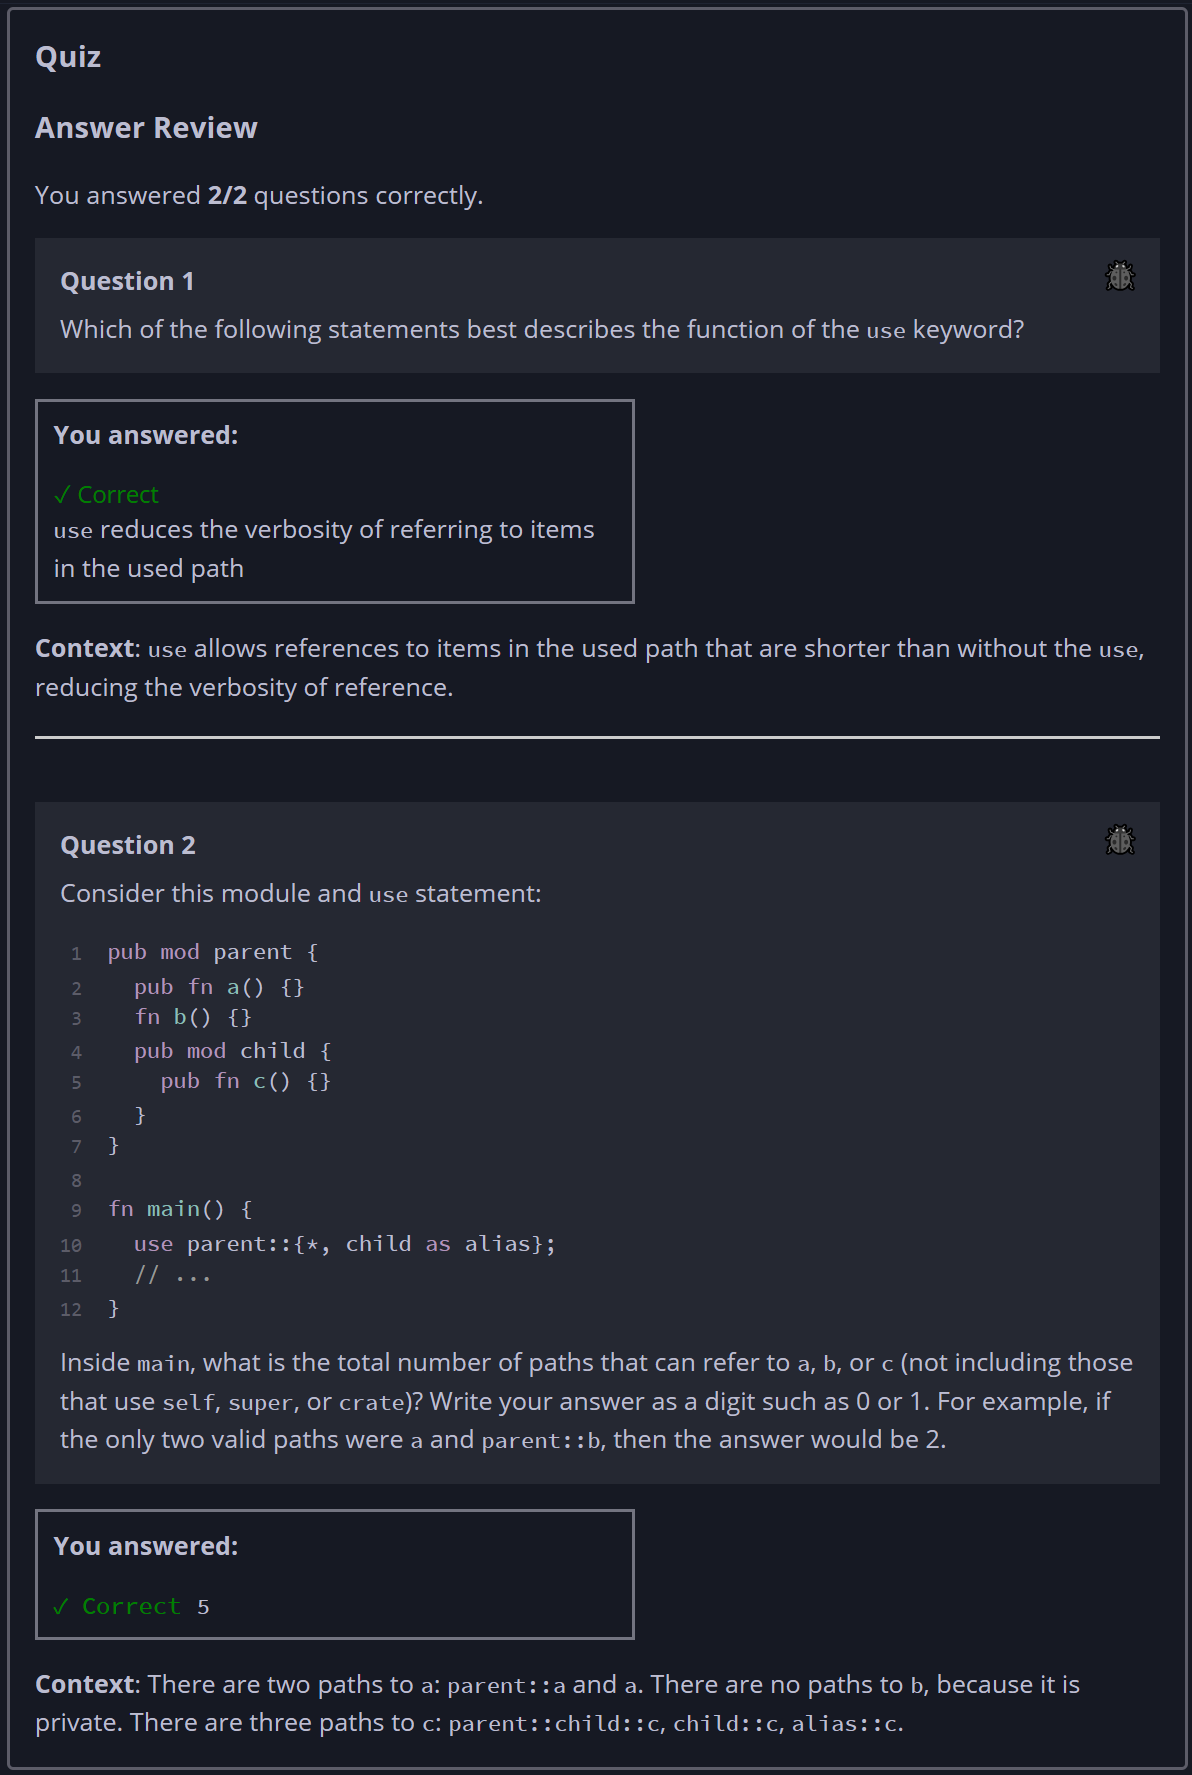 Quiz
Answer Review
You answered 2/2 questions correctly.
Question 1
Which of the following statements best describes the function of the use keyword?
You answered:
✓ Correct
use reduces the verbosity of referring to items
in the used path
Context: use allows references to items in the used path that are shorter than without the use,
reducing the verbosity of reference.
Question 2
Consider this module and use statement:
1 pub mod parent {
2   pub fn a() {}
3   fn b() {}
4   pub mod child {
5     pub fn c() {}
6   }
7 }
8
9 fn main() {
10   use parent::{*, child as alias};
11   // ...
12 }
Inside main, what is the total number of paths that can refer to a, b, or c (not including those
that use self, super, or crate)? Write your answer as a digit such as 0 or 1. For example, if
the only two valid paths were a and parent::b, then the answer would be 2.
You answered:
✓ Correct 5
Context: There are two paths to a: parent::a and a. There are no paths to b, because it is
private. There are three paths to c: parent::child::c, child::c, alias::c.